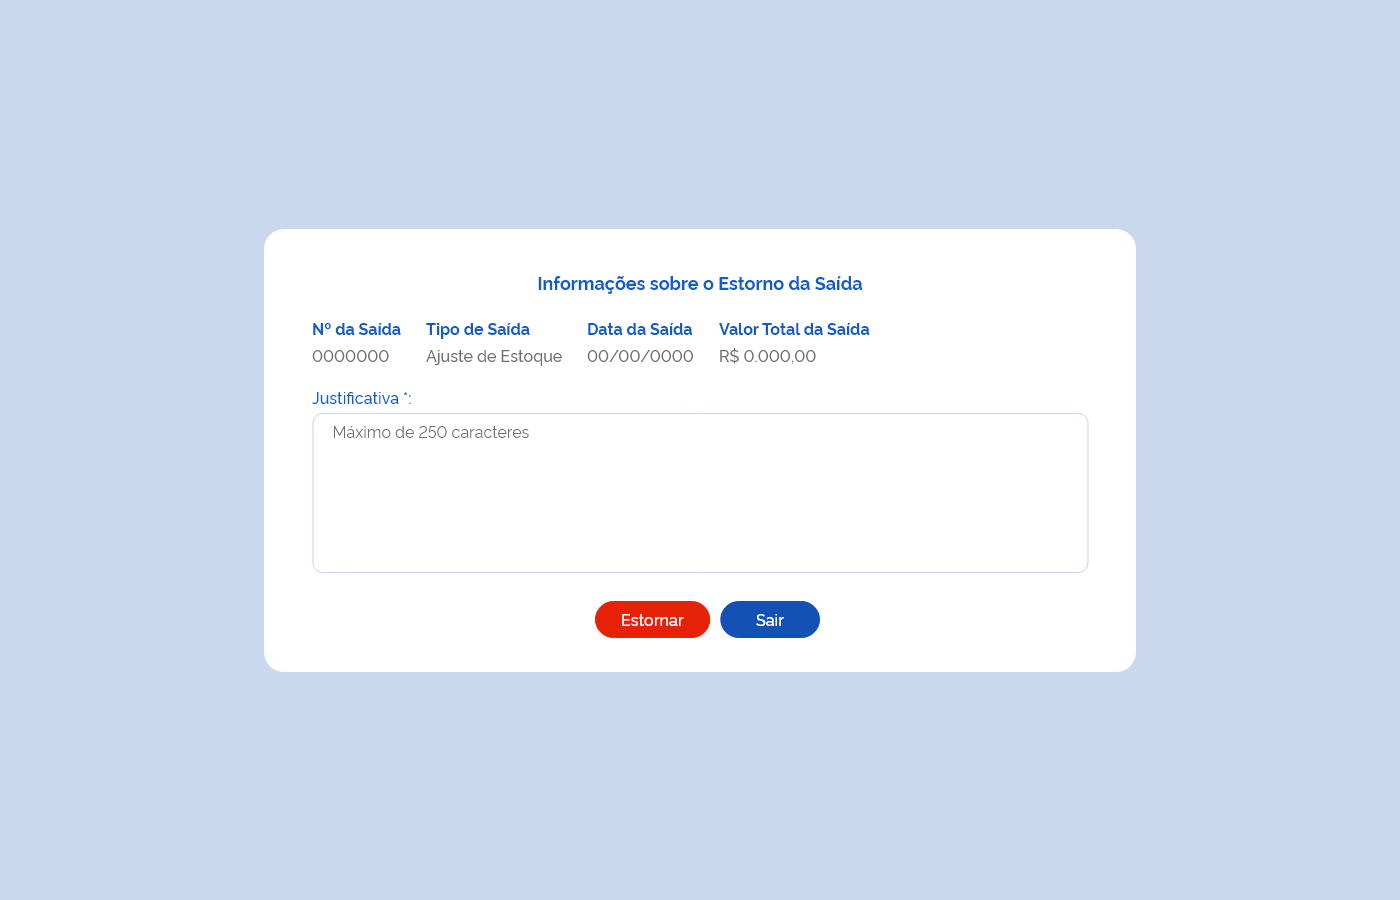 Informações sobre o Estorno da Saída
Nº da Saída Tipo de Saída Data da Saída Valor Total da Saída
0000000 Ajuste de Estoque 00/00/0000 R$ 0.000,00
Justificativa *:
Máximo de 250 caracteres
Estornar Sair